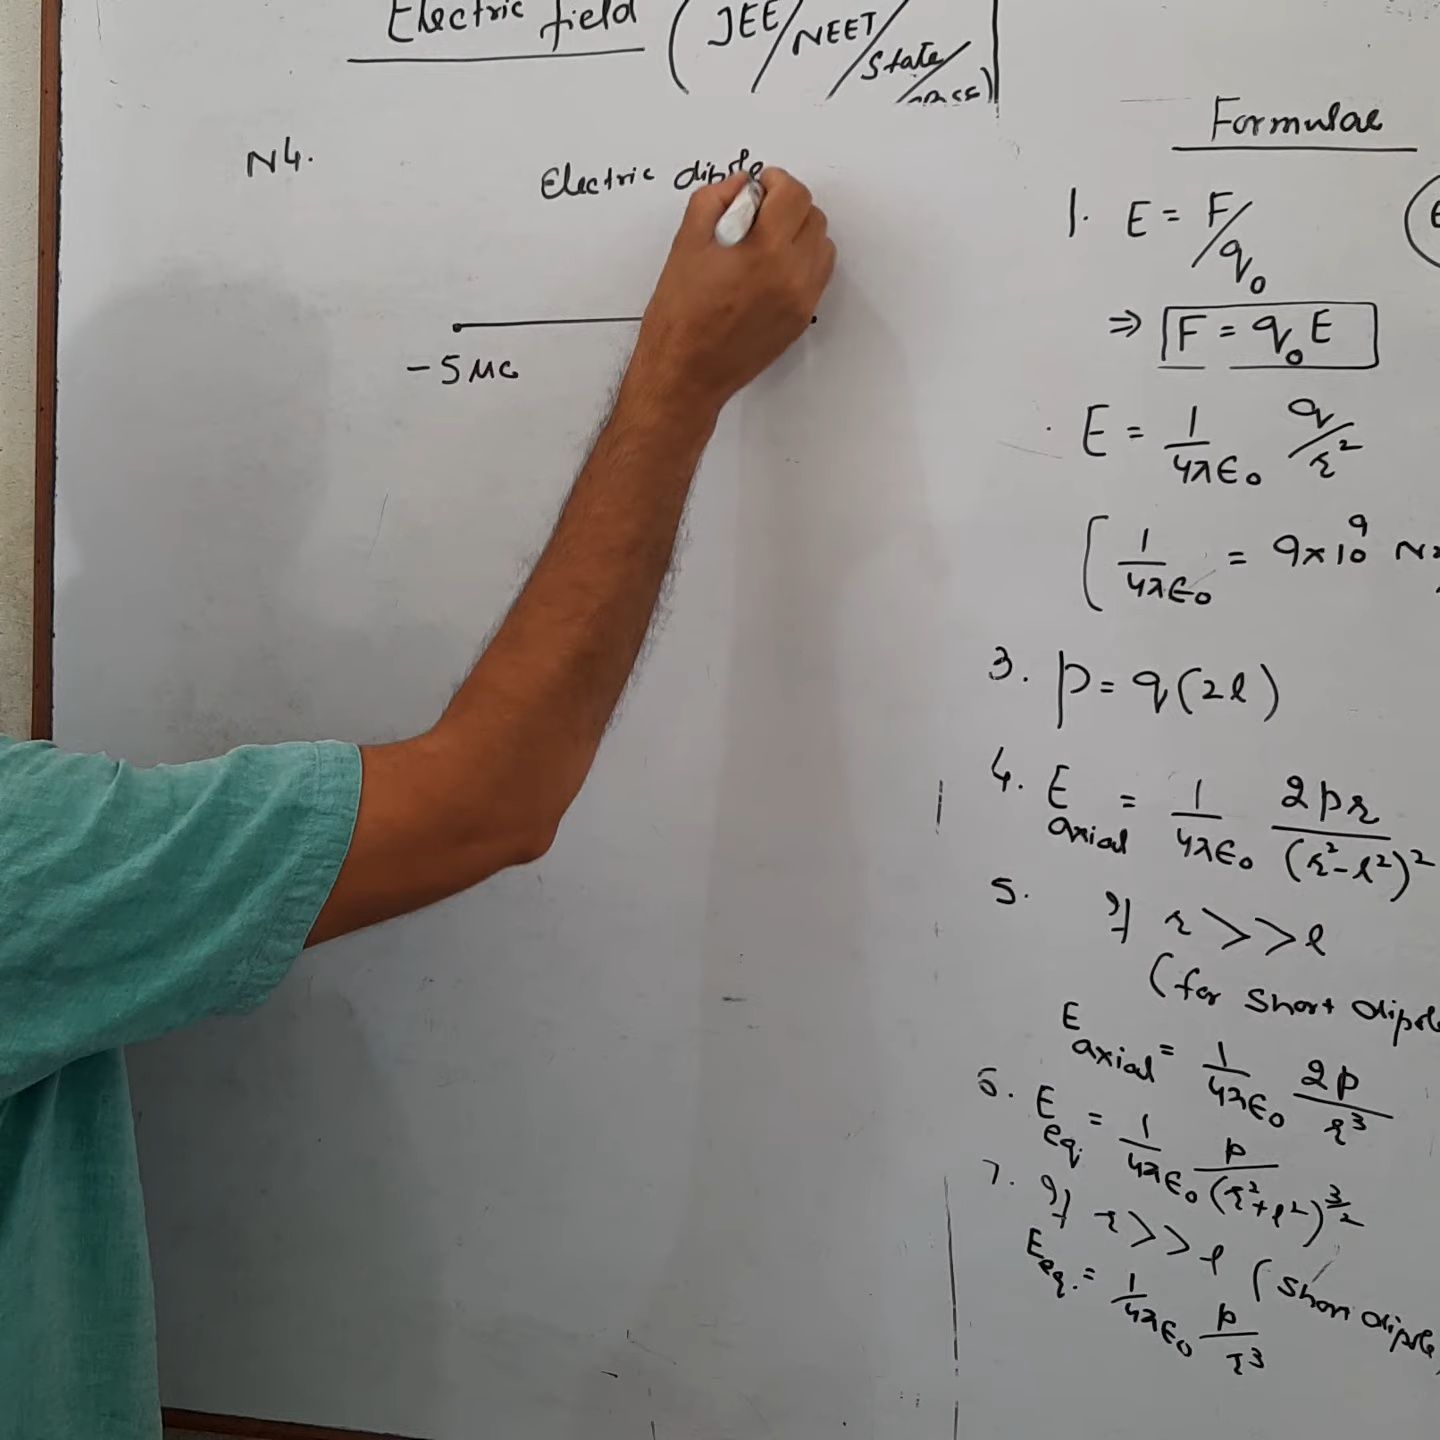 Electric field (JEE/NEET/State/
N4.
Electric dipole
-5 μC
Formulae
1. E = F/q₀
⇒ F = q₀E
E = 1/4πε₀ q/r²
[1/4πε₀ = 9×10⁹
3. p = q(2l)
4. E axial = 1/4πε₀ 2pr/(r²-l²)²
5. If r >> l
(for short dipole
E axial = 1/4πε₀ 2p/r³
6. E eq. = 1/4πε₀ p/(r²+l²)^3/2
7. If r >> l (short dipole
E eq. = 1/4πε₀ p/r³